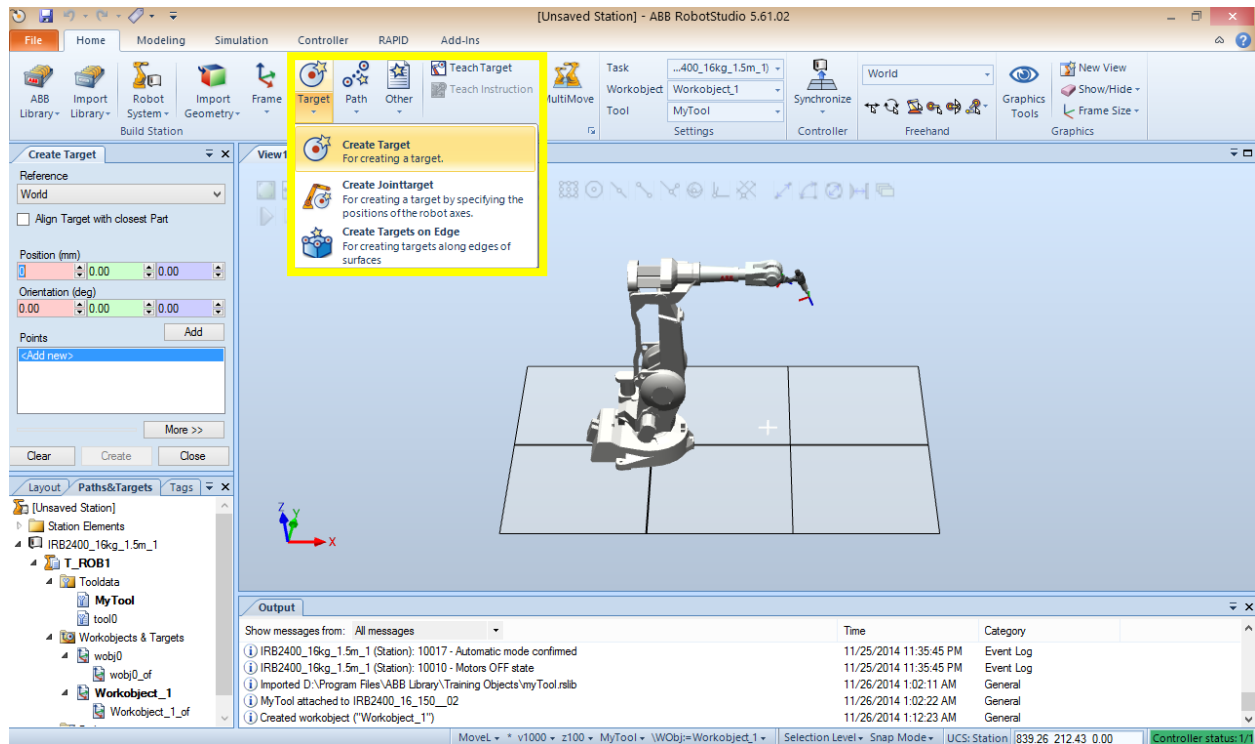 [Unsaved Station] - ABB RobotStudio 5.61.02
File Home Modeling Simulation Controller RAPID Add-Ins
ABB Library
Import Library
Robot System
Import Geometry
Build Station
Frame
Target
Path
Other
Teach Target
Teach Instruction
MultiMove
Task ...400_16kg_1.5m_1)
Workobject Workobject_1
Tool MyTool
Settings
Synchronize
Controller
World
Freehand
Graphics Tools
New View
Show/Hide
Frame Size
Graphics
Create Target
For creating a target.
Create Jointtarget
For creating a target by specifying the
positions of the robot axes.
Create Targets on Edge
For creating targets along edges of
surfaces
Create Target
Reference
World
Align Target with closest Part
Position (mm)
0 0.00 0.00
Orientation (deg)
0.00 0.00 0.00
Add
Points
<Add new>
More >>
Clear Create Close
View1
Z
Y
X
Layout Paths&Targets Tags
[Unsaved Station]
Station Elements
IRB2400_16kg_1.5m_1
T_ROB1
Tooldata
MyTool
tool0
Workobjects & Targets
wobj0
wobj0_of
Workobject_1
Workobject_1_of
Output
Show messages from: All messages Time Category
IRB2400_16kg_1.5m_1 (Station): 10017 - Automatic mode confirmed 11/25/2014 11:35:45 PM Event Log
IRB2400_16kg_1.5m_1 (Station): 10010 - Motors OFF state 11/25/2014 11:35:45 PM Event Log
Imported D:\Program Files\ABB Library\Training Objects\myTool.rslib 11/26/2014 1:02:11 AM General
MyTool attached to IRB2400_16_150__02 11/26/2014 1:02:22 AM General
Created workobject ("Workobject_1") 11/26/2014 1:12:23 AM General
MoveL * v1000 z100 MyTool \WObj:=Workobject_1 Selection Level Snap Mode UCS: Station 839.26 212.43 0.00 Controller status: 1/1